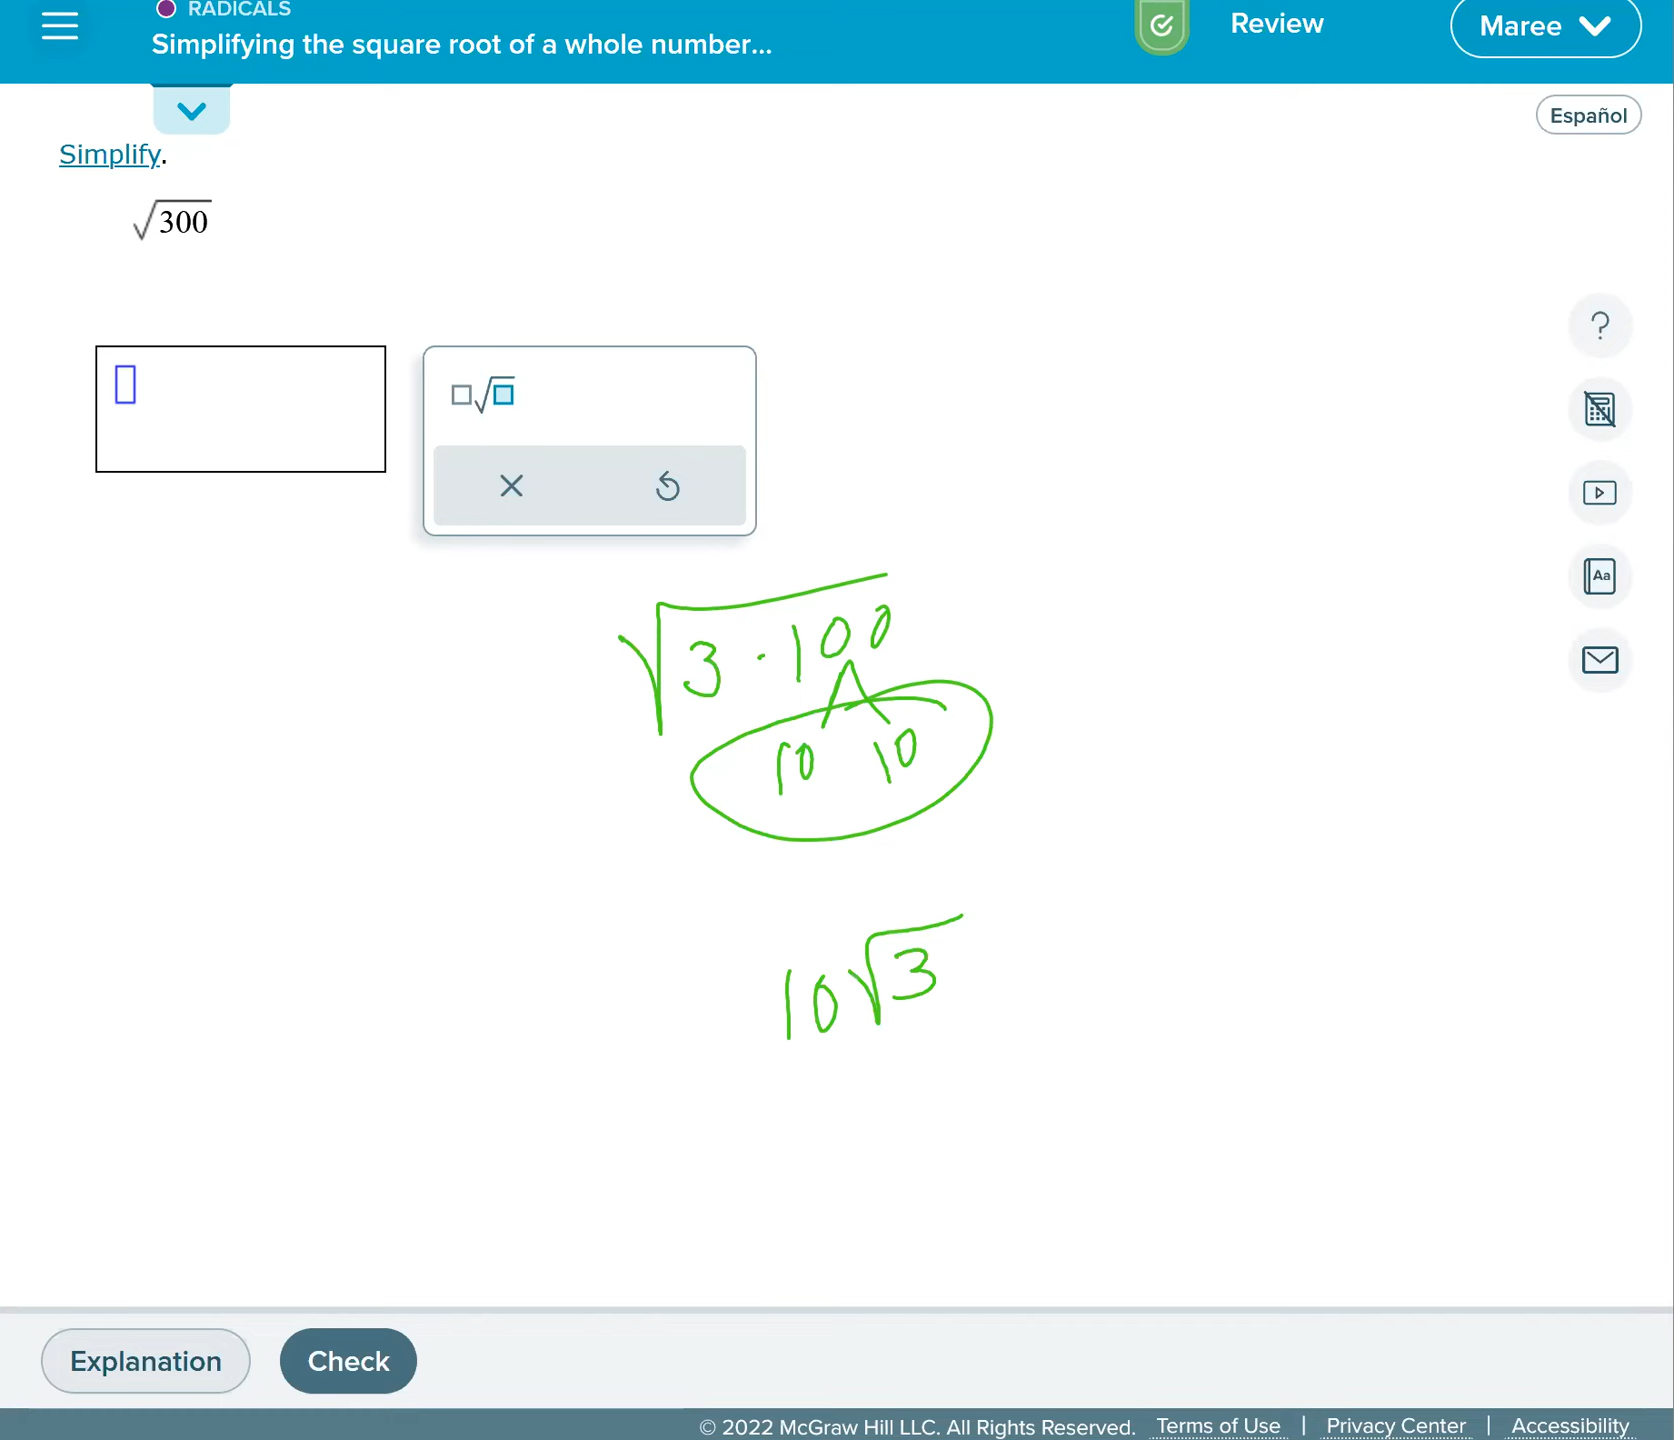 RADICALS
Simplifying the square root of a whole number...
Review
Maree
Español
Simplify.
√300
□√□
?
Aa
√3 · 100
10 10
10√3
Explanation
Check
© 2022 McGraw Hill LLC. All Rights Reserved. Terms of Use | Privacy Center | Accessibility